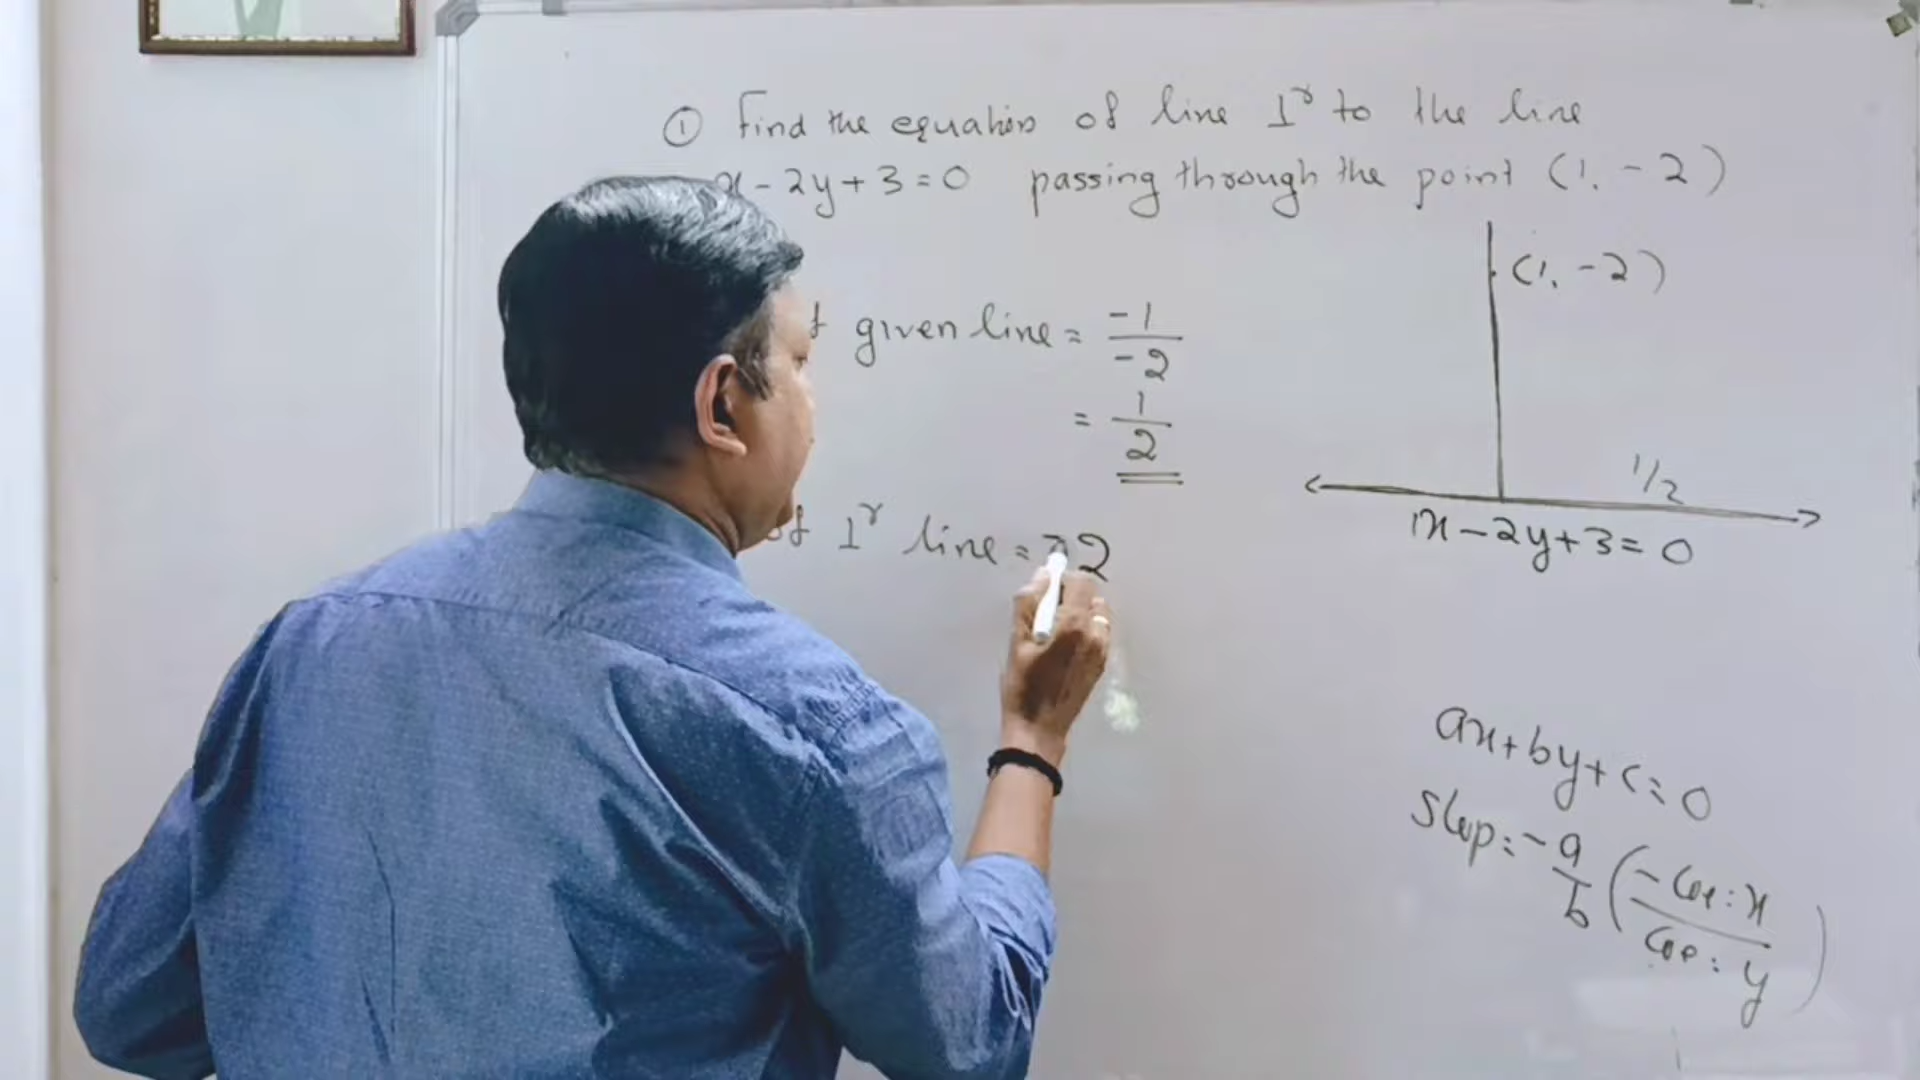 ① Find the equation of line ⊥r to the line
x - 2y + 3 = 0 passing through the point (1, -2)
(1, -2)
given line = -1/-2
= 1/2
1/2
x - 2y + 3 = 0
of ⊥r line = -2
ax + by + c = 0
Slop = -a/b (-coe: x/coe: y)